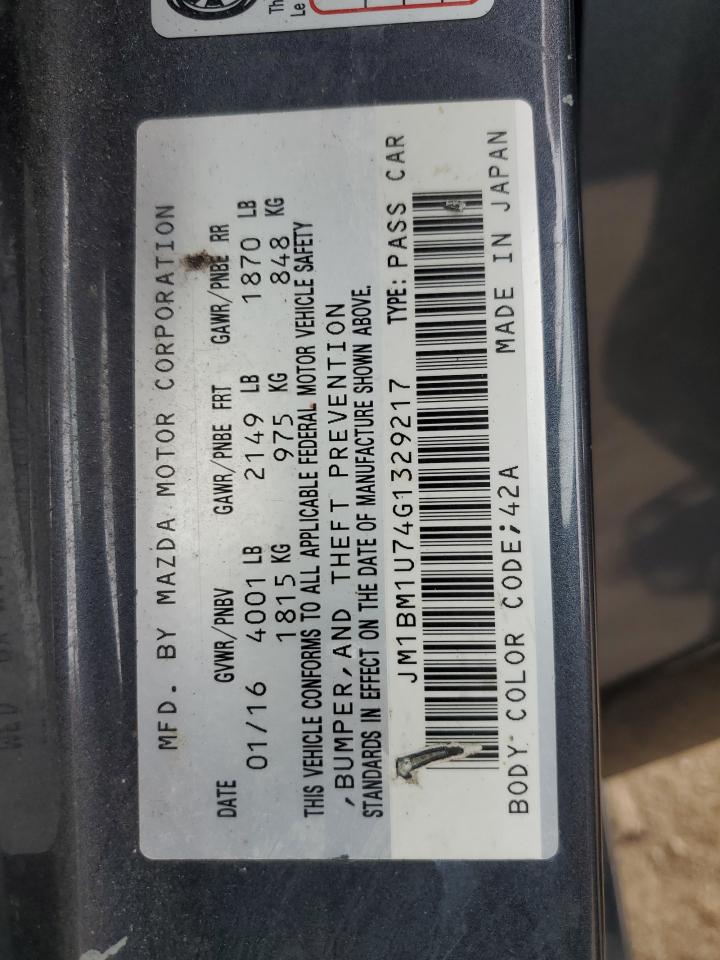 Th
Le
MFD. BY MAZDA MOTOR CORPORATION
DATE GVWR/PNBV GAWR/PNBE FRT GAWR/PNBE RR
01/16 4001 LB 2149 LB 1870 LB
1815 KG 975 KG 848 KG
THIS VEHICLE CONFORMS TO ALL APPLICABLE FEDERAL MOTOR VEHICLE SAFETY
,BUMPER,AND THEFT PREVENTION
STANDARDS IN EFFECT ON THE DATE OF MANUFACTURE SHOWN ABOVE.
JM1BM1U74G1329217 TYPE: PASS CAR
BODY COLOR CODE;42A MADE IN JAPAN